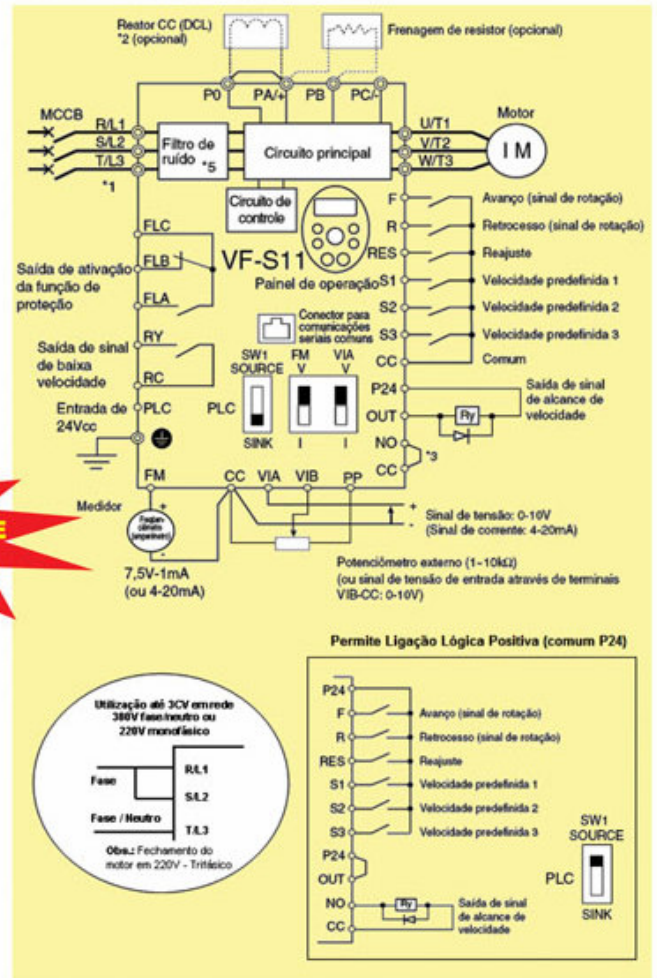 Reator CC (DCL)
*2 (opcional)
Frenagem de resistor (opcional)
P0 PA/+ PB PC/-
MCCB
R/L1
S/L2
T/L3
*1
Filtro de
ruído *5
Circuito principal
U/T1
V/T2
W/T3
Motor
I M
Circuito de
controle
VF-S11
Painel de operação
FLC
FLB
FLA
Saída de ativação
da função de
proteção
RY
RC
Saída de sinal
de baixa
velocidade
Entrada de
24Vcc
PLC
Conector para
comunicações
seriais comuns
SW1
SOURCE
PLC
SINK
FM
V
I
VIA
V
I
F Avanço (sinal de rotação)
R Retrocesso (sinal de rotação)
RES Reajuste
S1 Velocidade predefinida 1
S2 Velocidade predefinida 2
S3 Velocidade predefinida 3
CC Comum
P24
OUT
Ry
Saída de sinal
de alcance de
velocidade
NO
CC
*3
FM CC VIA VIB PP
E
Medidor
+
-
7,5V-1mA
(ou 4-20mA)
+
-
Sinal de tensão: 0-10V
(Sinal de corrente: 4-20mA)
Potenciômetro externo (1~10kΩ)
(ou sinal de tensão de entrada através de terminais
VIB-CC: 0-10V)
Utilização até 3CV em rede
380V fase/neutro ou
220V monofásico
Fase
R/L1
S/L2
Fase / Neutro
T/L3
Obs.: Fechamento do
motor em 220V - Trifásico
Permite Ligação Lógica Positiva (comum P24)
P24
F Avanço (sinal de rotação)
R Retrocesso (sinal de rotação)
RES Reajuste
S1 Velocidade predefinida 1
S2 Velocidade predefinida 2
S3 Velocidade predefinida 3
P24
OUT
NO
CC
Ry
Saída de sinal
de alcance de
velocidade
SW1
SOURCE
PLC
SINK